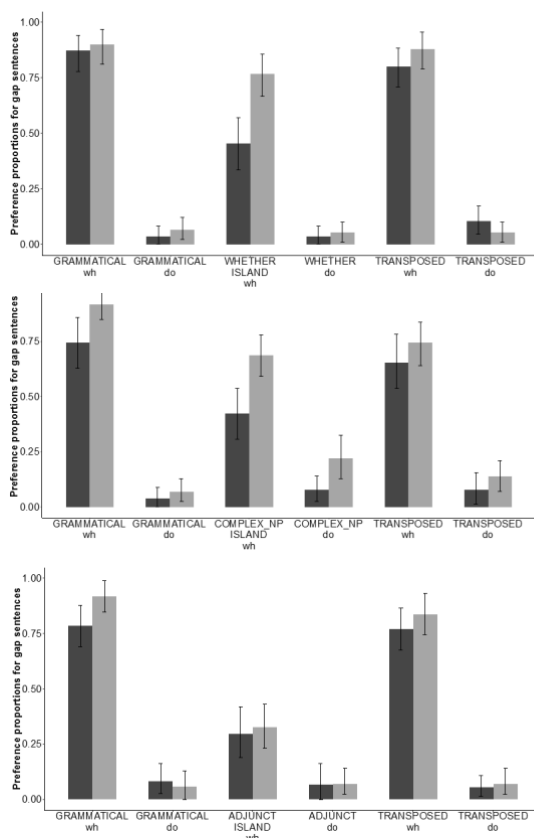 Preference proportions for gap sentences
1.00
0.75
0.50
0.25
0.00
GRAMMATICAL GRAMMATICAL WHETHER WHETHER TRANSPOSED TRANSPOSED
wh do ISLAND do wh do
wh
Preference proportions for gap sentences
0.75
0.50
0.25
0.00
GRAMMATICAL GRAMMATICAL COMPLEX_NP COMPLEX_NP TRANSPOSED TRANSPOSED
wh do ISLAND do wh do
wh
Preference proportions for gap sentences
1.00
0.75
0.50
0.25
0.00
GRAMMATICAL GRAMMATICAL ADJUNCT ADJUNCT TRANSPOSED TRANSPOSED
wh do ISLAND do wh do
wh